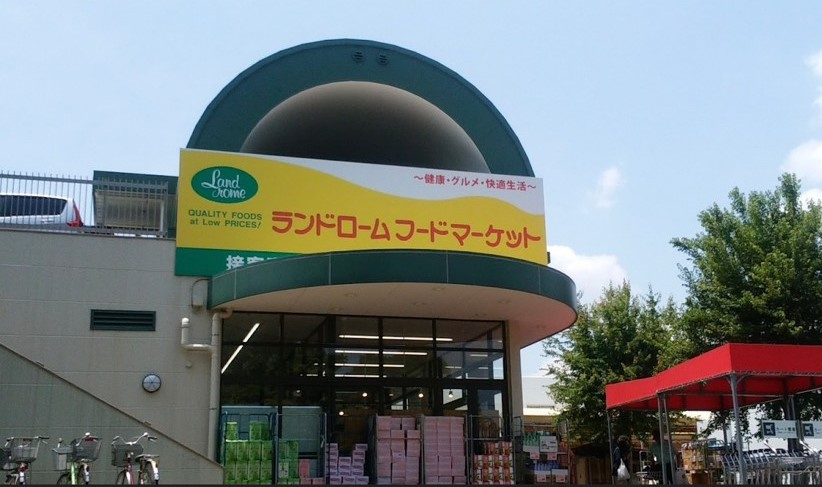 〜健康・グルメ・快適生活〜
Land
rome
QUALITY FOODS
at Low PRICES!
ランドローム フードマーケット